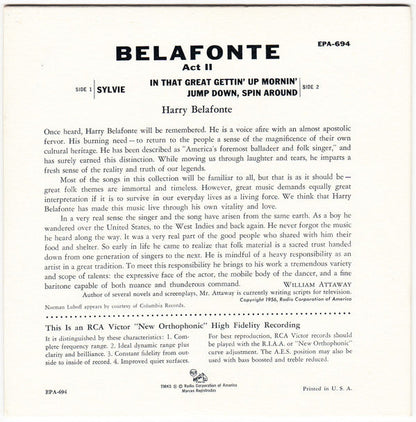 EPA-694
BELAFONTE
Act II
SIDE 1 SYLVIE
IN THAT GREAT GETTIN' UP MORNIN'
JUMP DOWN, SPIN AROUND
SIDE 2
Harry Belafonte
Once heard, Harry Belafonte will be remembered. He is a voice afire with an almost apostolic
fervor. His burning need—to return to the people a sense of the magnificence of their own
cultural heritage. He has been described as "America's foremost balladeer and folk singer," and
has surely earned this distinction. While moving us through laughter and tears, he imparts a
fresh sense of the reality and truth of our legends.
Most of the songs in this collection will be familiar to all, but that is as it should be—
great folk themes are immortal and timeless. However, great music demands equally great
interpretation if it is to survive in our everyday lives as a living force. We think that Harry
Belafonte has made this music live through his own vitality and love.
In a very real sense the singer and the song have arisen from the same earth. As a boy he
wandered over the United States, to the West Indies and back again. He never forgot the music
he heard along the way. It was a very real part of the good people who shared with him their
food and shelter. So early in life he came to realize that folk material is a sacred trust handed
down from one generation of singers to the next. He is mindful of a heavy responsibility as an
artist in a great tradition. To meet this responsibility he brings to his work a tremendous variety
and scope of talents: the expressive face of the actor, the mobile body of the dancer, and a fine
baritone capable of both nuance and thunderous command.
WILLIAM ATTAWAY
Author of several novels and screenplays, Mr. Attaway is currently writing scripts for television.
Norman Luboff appears by courtesy of Columbia Records.
Copyright 1956, Radio Corporation of America
This Is an RCA Victor "New Orthophonic" High Fidelity Recording
It is distinguished by these characteristics: 1. Complete
frequency range. 2. Ideal dynamic range plus
clarity and brilliance. 3. Constant fidelity from outside
to inside of record. 4. Improved quiet surfaces.
For best reproduction, RCA Victor records should
be played with the R.I.A.A. or "New Orthophonic"
curve adjustment. The A.E.S. position may also be
used with bass boosted and treble reduced.
EPA-694
TMKS ® © Radio Corporation of America
Marcas Registradas
Printed in U. S. A.